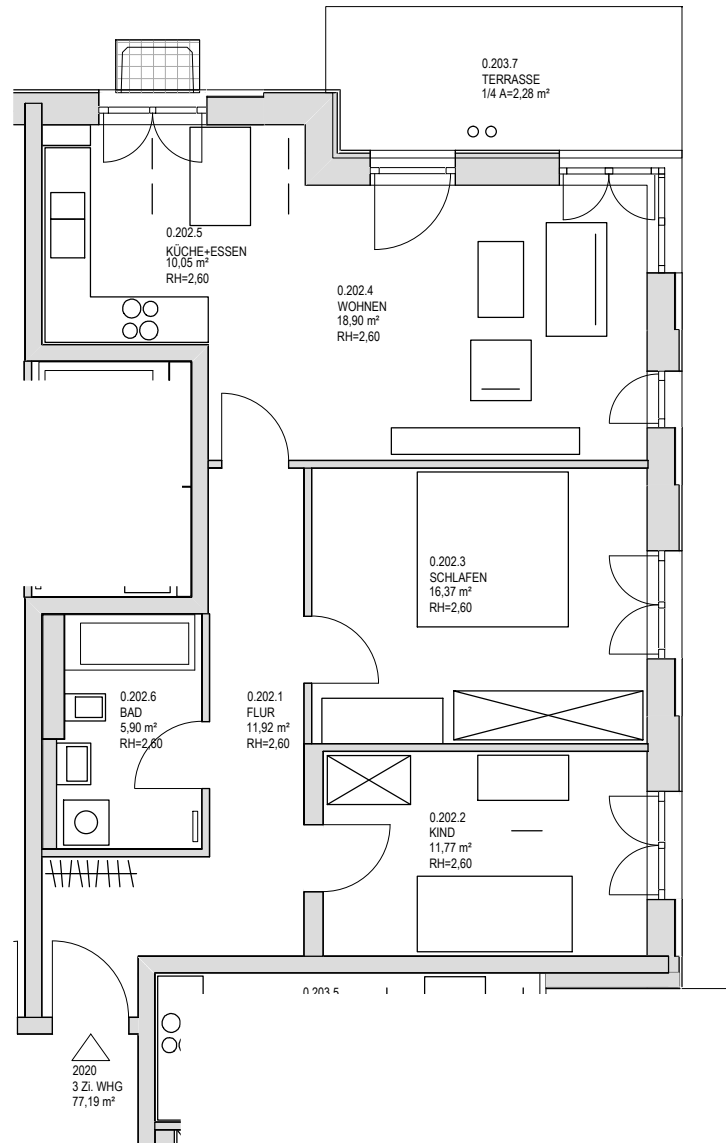 0.203.7
TERRASSE
1/4 A=2,28 m²
0.202.5
KÜCHE+ESSEN
10,05 m²
RH=2,60
0.202.4
WOHNEN
18,90 m²
RH=2,60
0.202.3
SCHLAFEN
16,37 m²
RH=2,60
0.202.6
BAD
5,90 m²
RH=2,60
0.202.1
FLUR
11,92 m²
RH=2,60
0.202.2
KIND
11,77 m²
RH=2,60
0.203.5
2020
3 Zi. WHG
77,19 m²